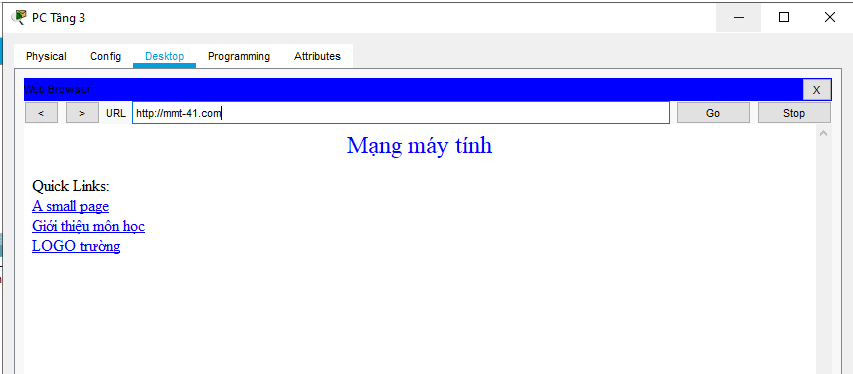 PC Tầng 3
Physical Config Desktop Programming Attributes
Web Browser X
< > URL http://mmt-41.com Go Stop
Mạng máy tính
Quick Links:
A small page
Giới thiệu môn học
LOGO trường